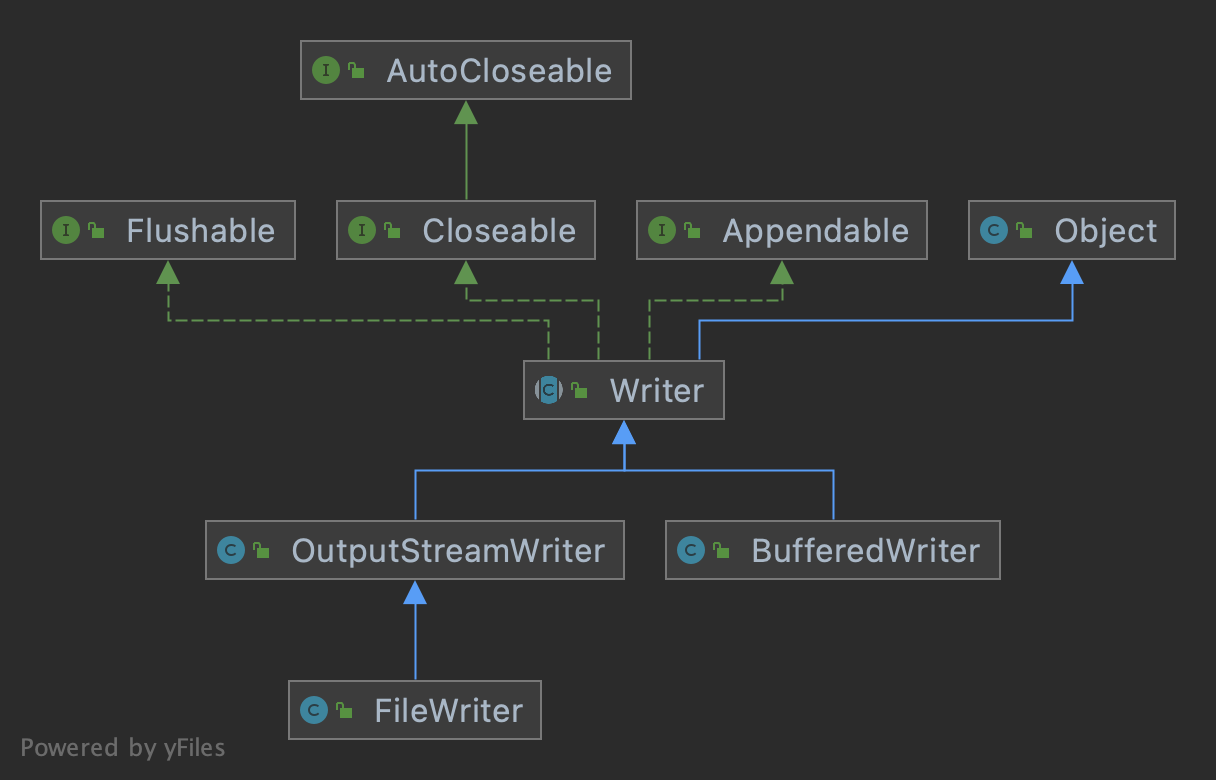 I AutoCloseable
I Flushable
I Closeable
I Appendable
C Object
C Writer
C OutputStreamWriter
C BufferedWriter
C FileWriter
Powered by yFiles